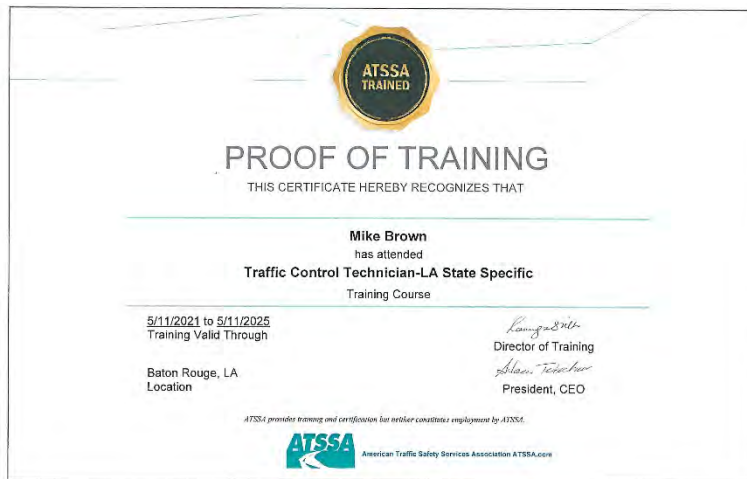 ATSSA
TRAINED
PROOF OF TRAINING
THIS CERTIFICATE HEREBY RECOGNIZES THAT
Mike Brown
has attended
Traffic Control Technician-LA State Specific
Training Course
5/11/2021 to 5/11/2025
Training Valid Through
Director of Training
Baton Rouge, LA
Location
President, CEO
ATSSA provides training and certification but neither constitutes employment by ATSSA.
ATSSA
American Traffic Safety Services Association ATSSA.com